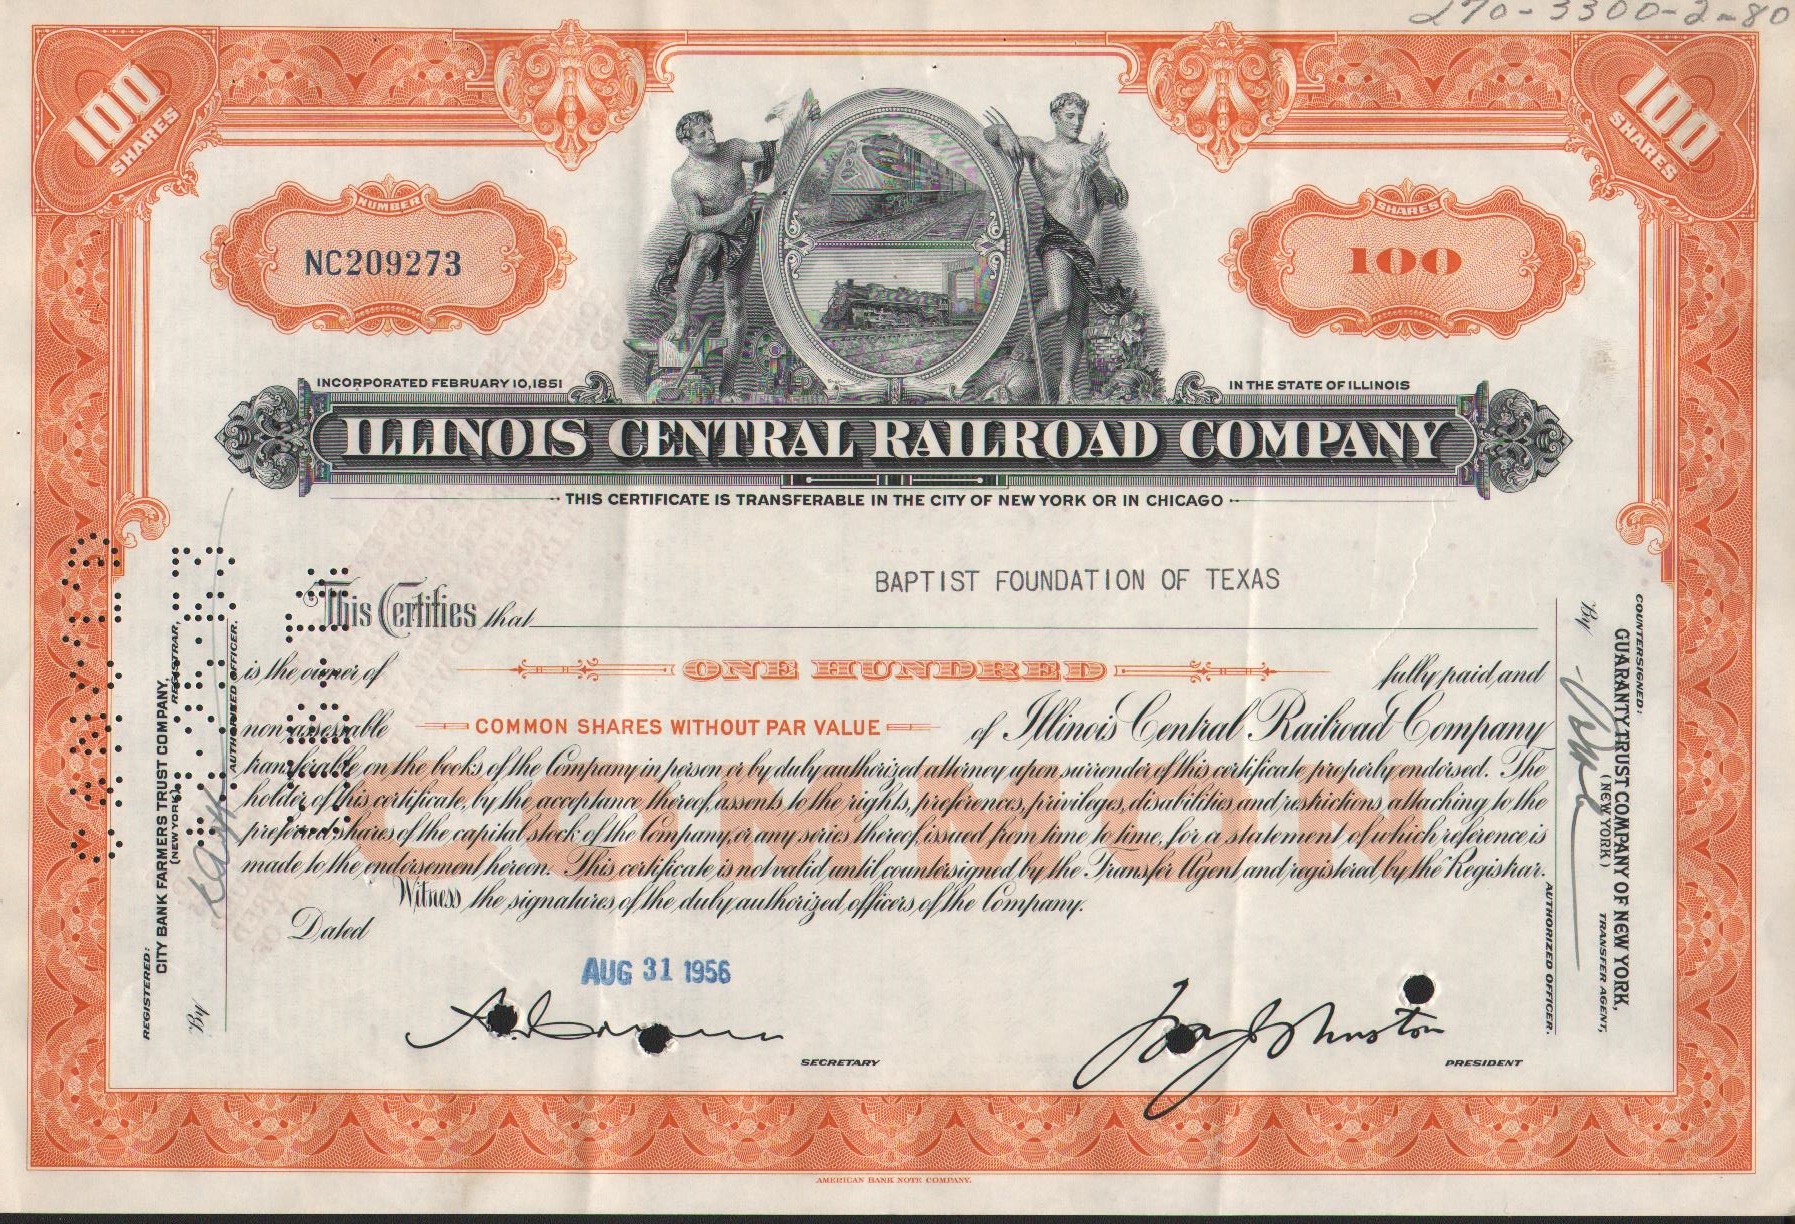 270-3300-2-80
100
SHARES
100
SHARES
NUMBER
NC209273
SHARES
100
INCORPORATED FEBRUARY 10, 1851
IN THE STATE OF ILLINOIS
ILLINOIS CENTRAL RAILROAD COMPANY
THIS CERTIFICATE IS TRANSFERABLE IN THE CITY OF NEW YORK OR IN CHICAGO
BAPTIST FOUNDATION OF TEXAS
This Certifies that
is the owner of ONE HUNDRED fully paid and
non-assessable COMMON SHARES WITHOUT PAR VALUE of Illinois Central Railroad Company
transferable on the books of the Company in person or by duly authorized attorney upon surrender of this certificate properly endorsed. The
holder of this certificate, by the acceptance thereof, assents to the rights, preferences, privileges, disabilities and restrictions attaching to the
preferred shares of the capital stock of the Company, or any series thereof, issued from time to time, for a statement of which reference is
made to the endorsement hereon. This certificate is not valid until countersigned by the Transfer Agent, and registered by the Registrar.
Witness the signatures of the duly authorized officers of the Company.
COMMON
Dated
AUG 31 1956
SECRETARY
Johnston
PRESIDENT
REGISTERED:
CITY BANK FARMERS TRUST COMPANY,
(NEW YORK)
REGISTRAR,
By
AUTHORIZED OFFICER.
COUNTERSIGNED:
GUARANTY TRUST COMPANY OF NEW YORK,
(NEW YORK)
TRANSFER AGENT,
By
AUTHORIZED OFFICER.
AMERICAN BANK NOTE COMPANY.